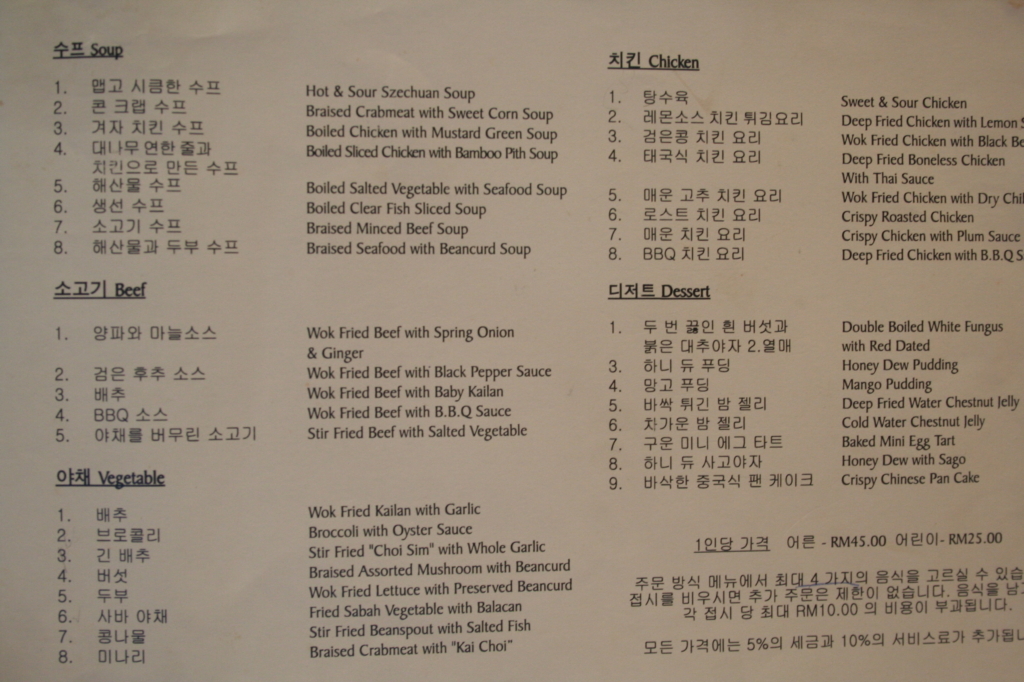 수프 Soup
1. 맵고 시큼한 수프 Hot & Sour Szechuan Soup
2. 콘 크랩 수프 Braised Crabmeat with Sweet Corn Soup
3. 겨자 치킨 수프 Boiled Chicken with Mustard Green Soup
4. 대나무 연한 줄과 Boiled Sliced Chicken with Bamboo Pith Soup
치킨으로 만든 수프
5. 해산물 수프 Boiled Salted Vegetable with Seafood Soup
6. 생선 수프 Boiled Clear Fish Sliced Soup
7. 소고기 수프 Braised Minced Beef Soup
8. 해산물과 두부 수프 Braised Seafood with Beancurd Soup
소고기 Beef
1. 양파와 마늘소스 Wok Fried Beef with Spring Onion
& Ginger
2. 검은 후추 소스 Wok Fried Beef with Black Pepper Sauce
3. 배추 Wok Fried Beef with Baby Kailan
4. BBQ 소스 Wok Fried Beef with B.B.Q Sauce
5. 야채를 버무린 소고기 Stir Fried Beef with Salted Vegetable
야채 Vegetable
1. 배추 Wok Fried Kailan with Garlic
2. 브로콜리 Broccoli with Oyster Sauce
3. 긴 배추 Stir Fried "Choi Sim" with Whole Garlic
4. 버섯 Braised Assorted Mushroom with Beancurd
5. 두부 Wok Fried Lettuce with Preserved Beancurd
6. 사바 야채 Fried Sabah Vegetable with Balacan
7. 콩나물 Stir Fried Beanspout with Salted Fish
8. 미나리 Braised Crabmeat with "Kai Choi"
치킨 Chicken
1. 탕수육 Sweet & Sour Chicken
2. 레몬소스 치킨 튀김요리 Deep Fried Chicken with Lemon S
3. 검은콩 치킨 요리 Wok Fried Chicken with Black Be
4. 태국식 치킨 요리 Deep Fried Boneless Chicken
With Thai Sauce
5. 매운 고추 치킨 요리 Wok Fried Chicken with Dry Chil
6. 로스트 치킨 요리 Crispy Roasted Chicken
7. 매운 치킨 요리 Crispy Chicken with Plum Sauce
8. BBQ 치킨 요리 Deep Fried Chicken with B.B.Q S
디저트 Dessert
1. 두 번 끓인 흰 버섯과 Double Boiled White Fungus
붉은 대추야자 2.열매 with Red Dated
3. 하니 듀 푸딩 Honey Dew Pudding
4. 망고 푸딩 Mango Pudding
5. 바싹 튀긴 밤 젤리 Deep Fried Water Chestnut Jelly
6. 차가운 밤 젤리 Cold Water Chestnut Jelly
7. 구운 미니 에그 타트 Baked Mini Egg Tart
8. 하니 듀 사고야자 Honey Dew with Sago
9. 바삭한 중국식 팬 케이크 Crispy Chinese Pan Cake
1인당 가격 어른 - RM45.00 어린이- RM25.00
주문 방식 메뉴에서 최대 4 가지의 음식을 고르실 수 있습
접시를 비우시면 추가 주문은 제한이 없습니다. 음식을 남
각 접시 당 최대 RM10.00 의 비용이 부과됩니다.
모든 가격에는 5%의 세금과 10%의 서비스료가 추가됩니